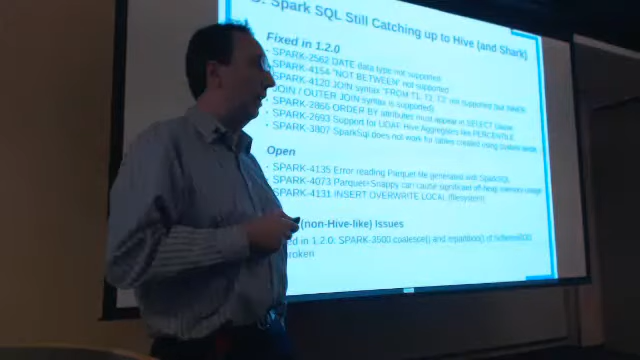 Spark SQL Still Catching up to Hive (and Shark)
Fixed in 1.2.0
• SPARK-2562 DATE data type not supported
SPARK-4154 "NOT BETWEEN" not supported
SPARK-4120 JOIN syntax "FROM T1, T2, T3" not supported (but INNER
JOIN / OUTER JOIN syntax is supported)
• SPARK-2866 ORDER BY attributes must appear in SELECT clause
• SPARK-2693 Support for UDAF Hive Aggregates like PERCENTILE
• SPARK-3807 SparkSql does not work for tables created using custom serde
Open
• SPARK-4135 Error reading Parquet file generated with SparkSQL
• SPARK-4073 Parquet+Snappy can cause significant off-heap memory usage
SPARK-4131 INSERT OVERWRITE LOCAL (filesystem)
(non-Hive-like) Issues
ed in 1.2.0: SPARK-3500 coalesce() and repartition() of
roken